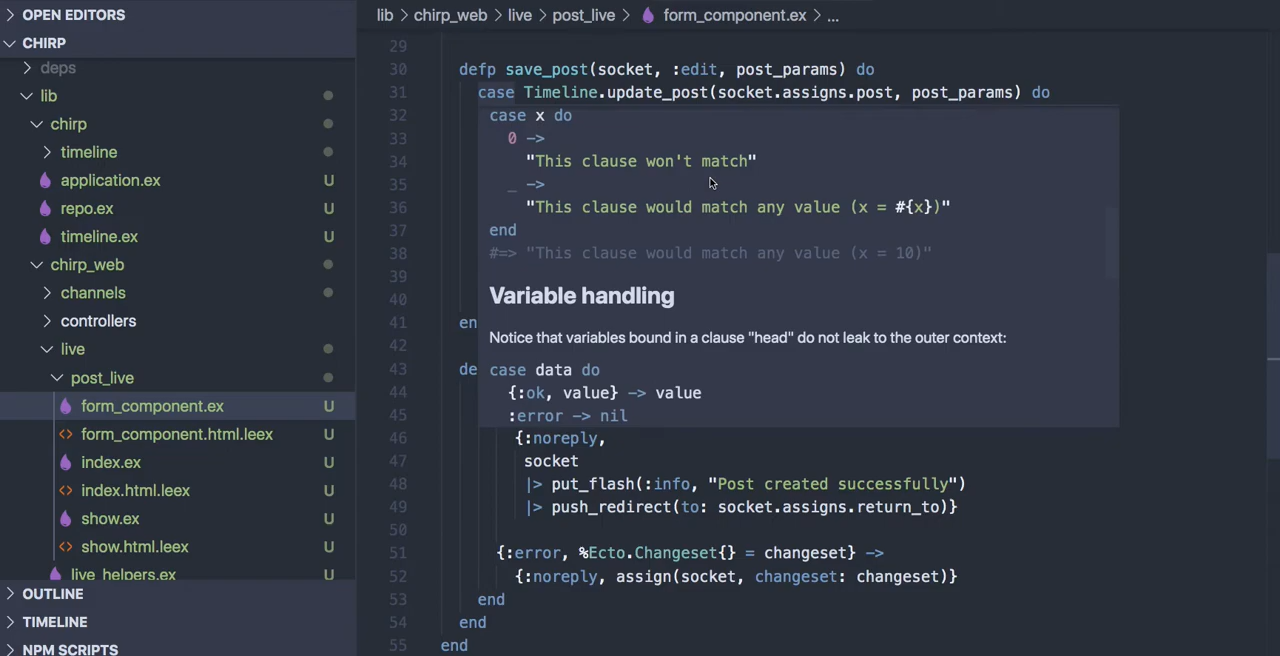 OPEN EDITORS
CHIRP
deps
lib
chirp
timeline
application.ex U
repo.ex U
timeline.ex U
chirp_web
channels
controllers
live
post_live
form_component.ex U
form_component.html.leex U
index.ex U
index.html.leex U
show.ex U
show.html.leex U
live_helpers.ex U
OUTLINE
TIMELINE
NPM SCRIPTS
lib > chirp_web > live > post_live > form_component.ex > ...
29
30 defp save_post(socket, :edit, post_params) do
31 case Timeline.update_post(socket.assigns.post, post_params) do
32 case x do
33 0 ->
34 "This clause won't match"
35 _ ->
36 "This clause would match any value (x = #{x})"
37 end
38 #=> "This clause would match any value (x = 10)"
39
40 Variable handling
41 en
42 Notice that variables bound in a clause "head" do not leak to the outer context:
43 de case data do
44 {:ok, value} -> value
45 :error -> nil
46 {:noreply,
47 socket
48 |> put_flash(:info, "Post created successfully")
49 |> push_redirect(to: socket.assigns.return_to)}
50
51 {:error, %Ecto.Changeset{} = changeset} ->
52 {:noreply, assign(socket, changeset: changeset)}
53 end
54 end
55 end